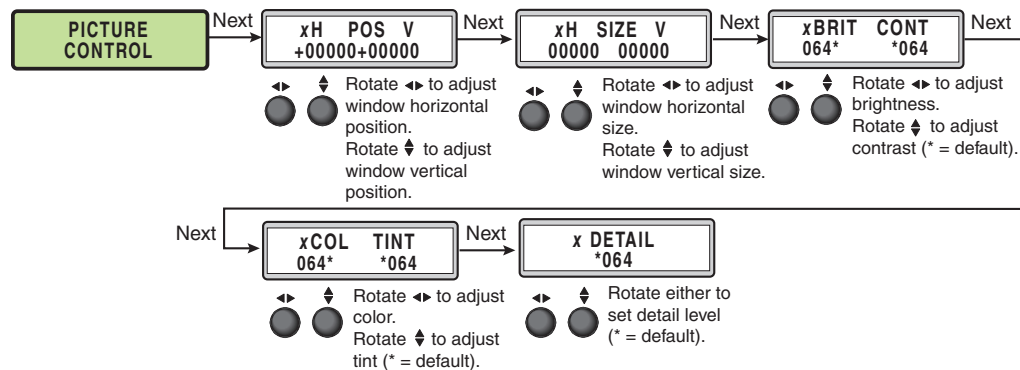 PICTURE
CONTROL
Next
xH POS V
+00000+00000
Next
xH SIZE V
00000 00000
Next
xBRIT CONT
064* *064
Next
Rotate ◂▸ to adjust
window horizontal
position.
Rotate ▴▾ to adjust
window vertical
position.
Rotate ◂▸ to adjust
window horizontal
size.
Rotate ▴▾ to adjust
window vertical size.
Rotate ◂▸ to adjust
brightness.
Rotate ▴▾ to adjust
contrast (* = default).
Next
xCOL TINT
064* *064
Next
x DETAIL
*064
Rotate ◂▸ to adjust
color.
Rotate ▴▾ to adjust
tint (* = default).
Rotate either to
set detail level
(* = default).